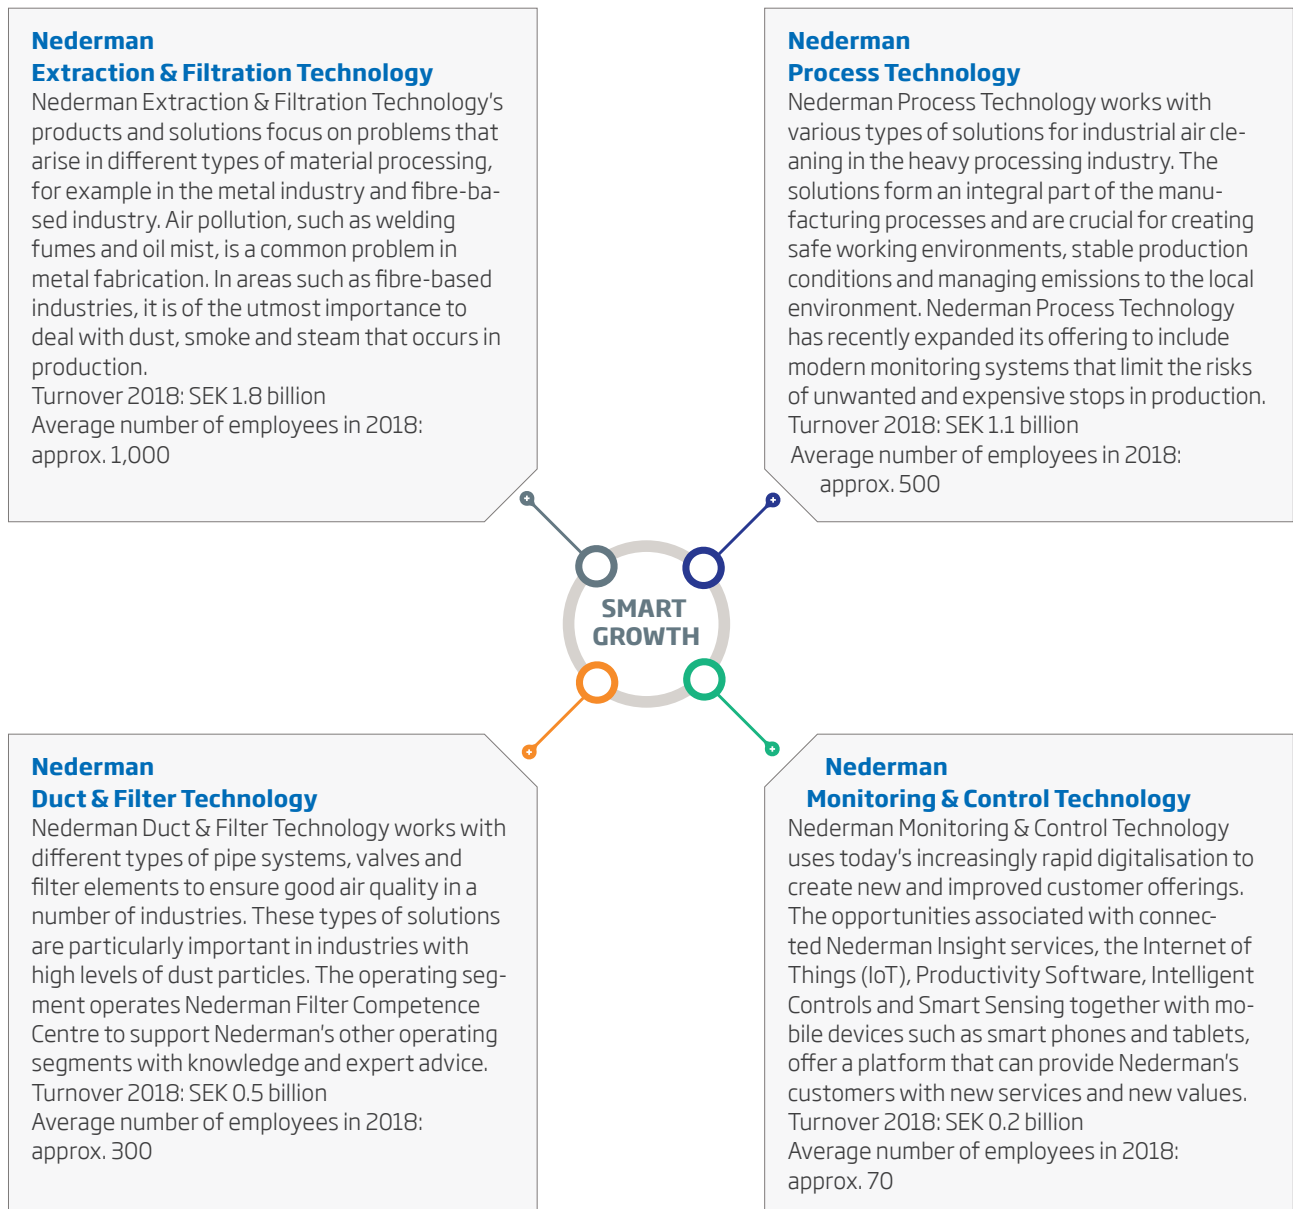 Nederman
Extraction & Filtration Technology
Nederman Extraction & Filtration Technology's
products and solutions focus on problems that
arise in different types of material processing,
for example in the metal industry and fibre-ba-
sed industry. Air pollution, such as welding
fumes and oil mist, is a common problem in
metal fabrication. In areas such as fibre-based
industries, it is of the utmost importance to
deal with dust, smoke and steam that occurs in
production.
Turnover 2018: SEK 1.8 billion
Average number of employees in 2018:
approx. 1,000
Nederman
Process Technology
Nederman Process Technology works with
various types of solutions for industrial air cle-
aning in the heavy processing industry. The
solutions form an integral part of the manu-
facturing processes and are crucial for creating
safe working environments, stable production
conditions and managing emissions to the local
environment. Nederman Process Technology
has recently expanded its offering to include
modern monitoring systems that limit the risks
of unwanted and expensive stops in production.
Turnover 2018: SEK 1.1 billion
Average number of employees in 2018:
approx. 500
SMART
GROWTH
Nederman
Duct & Filter Technology
Nederman Duct & Filter Technology works with
different types of pipe systems, valves and
filter elements to ensure good air quality in a
number of industries. These types of solutions
are particularly important in industries with
high levels of dust particles. The operating seg-
ment operates Nederman Filter Competence
Centre to support Nederman's other operating
segments with knowledge and expert advice.
Turnover 2018: SEK 0.5 billion
Average number of employees in 2018:
approx. 300
Nederman
Monitoring & Control Technology
Nederman Monitoring & Control Technology
uses today's increasingly rapid digitalisation to
create new and improved customer offerings.
The opportunities associated with connec-
ted Nederman Insight services, the Internet of
Things (IoT), Productivity Software, Intelligent
Controls and Smart Sensing together with mo-
bile devices such as smart phones and tablets,
offer a platform that can provide Nederman's
customers with new services and new values.
Turnover 2018: SEK 0.2 billion
Average number of employees in 2018:
approx. 70